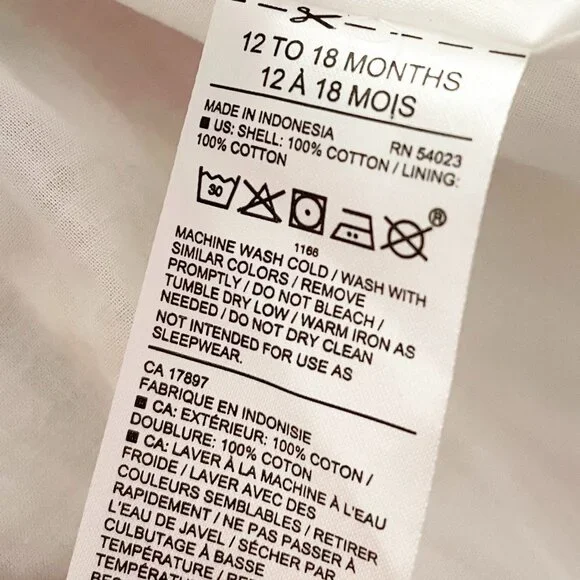 12 TO 18 MONTHS
12 À 18 MOIS
MADE IN INDONESIA RN 54023
US: SHELL: 100% COTTON / LINING:
100% COTTON
30 ®
1166
MACHINE WASH COLD / WASH WITH
SIMILAR COLORS / REMOVE
PROMPTLY / DO NOT BLEACH /
TUMBLE DRY LOW / WARM IRON AS
NEEDED / DO NOT DRY CLEAN
NOT INTENDED FOR USE AS
SLEEPWEAR.
CA 17897
FABRIQUE EN INDONISIE
CA: EXTÉRIEUR: 100% COTON /
DOUBLURE: 100% COTON
CA: LAVER À LA MACHINE À L'EAU
FROIDE / LAVER AVEC DES
COULEURS SEMBLABLES / RETIRER
RAPIDEMENT / NE PAS PASSER À
L'EAU DE JAVEL / SÉCHER PAR
CULBUTAGE À BASSE
TEMPÉRATURE / REPASSER À